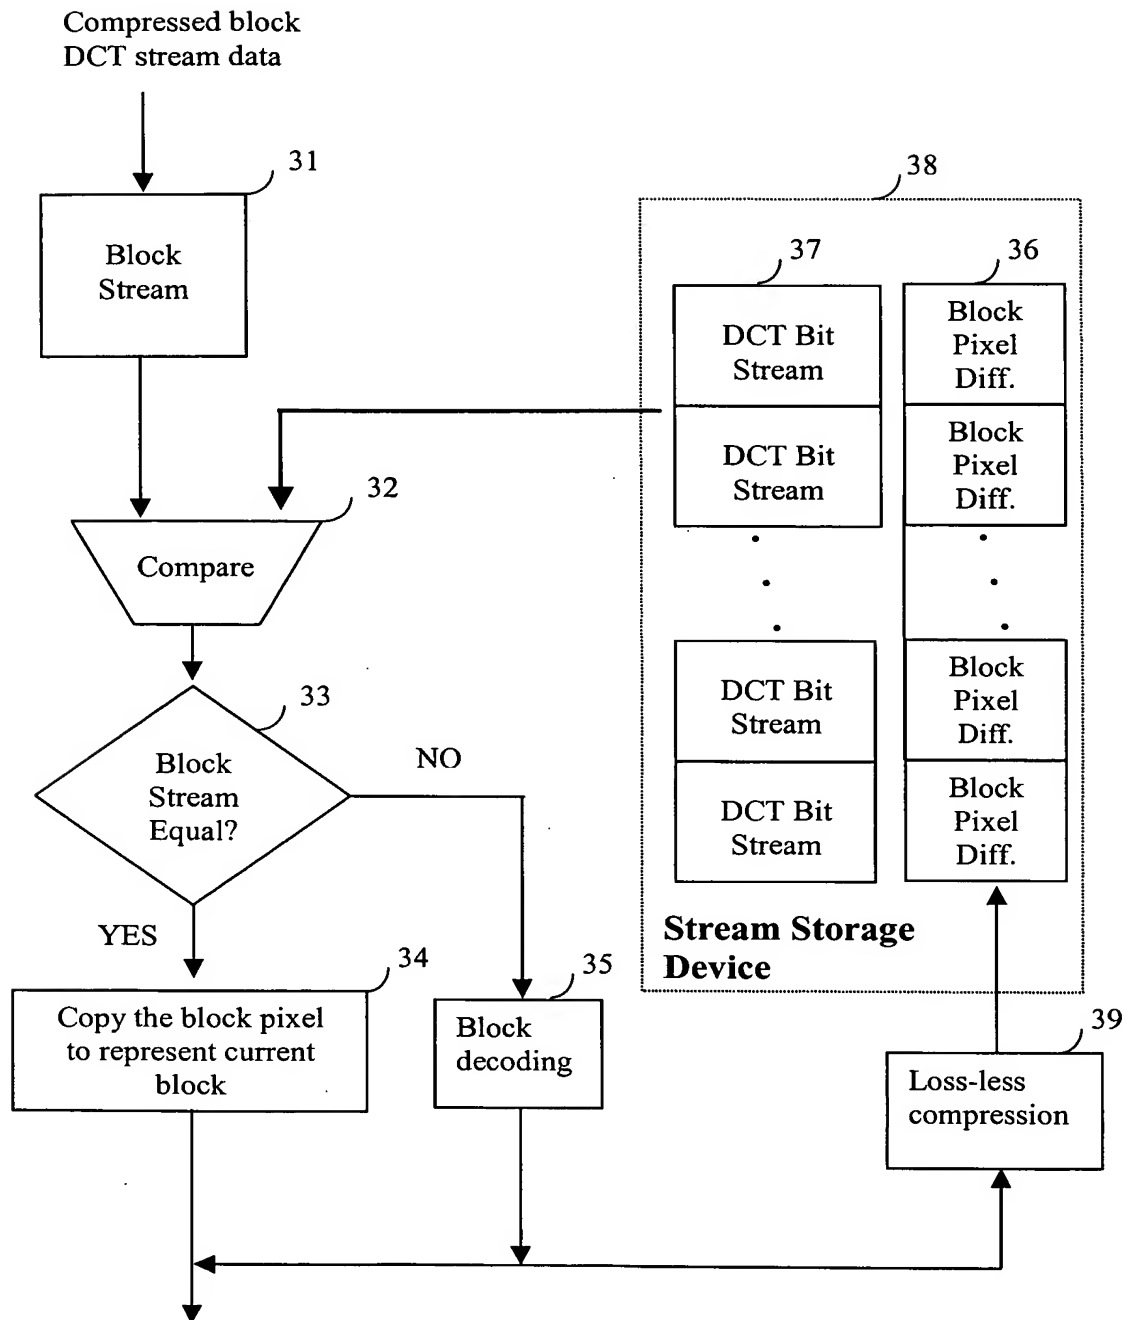 Compressed block
DCT stream data
31
Block
Stream
38
37
36
DCT Bit
Stream
Block
Pixel
Diff.
DCT Bit
Stream
Block
Pixel
Diff.
32
Compare
33
Block
Stream
Equal?
NO
YES
DCT Bit
Stream
Block
Pixel
Diff.
DCT Bit
Stream
Block
Pixel
Diff.
Stream Storage
Device
34
Copy the block pixel
to represent current
block
35
Block
decoding
39
Loss-less
compression